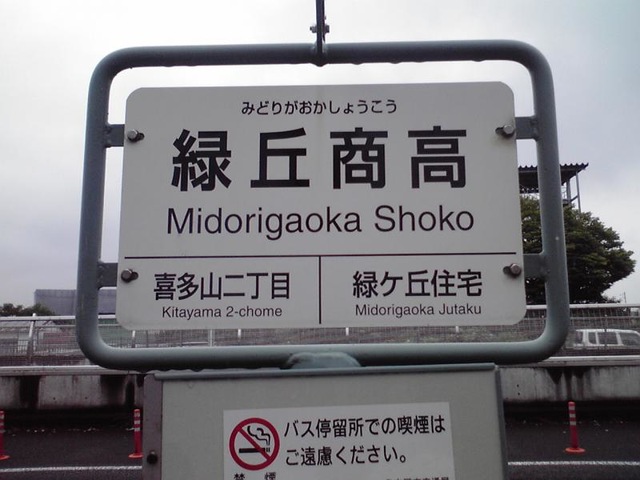 みどりがおかしょうこう
緑丘商高
Midorigaoka Shoko
喜多山二丁目
Kitayama 2-chome
緑ケ丘住宅
Midorigaoka Jutaku
バス停留所での喫煙は
ご遠慮ください。
禁煙